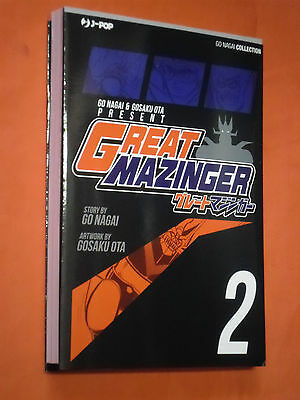 J-POP
GO NAGAI COLLECTION
GO NAGAI & GOSAKU OTA
PRESENT
GREAT
MAZINGER
グレートマジンガー
STORY BY
GO NAGAI
ARTWORK BY
GOSAKU OTA
2